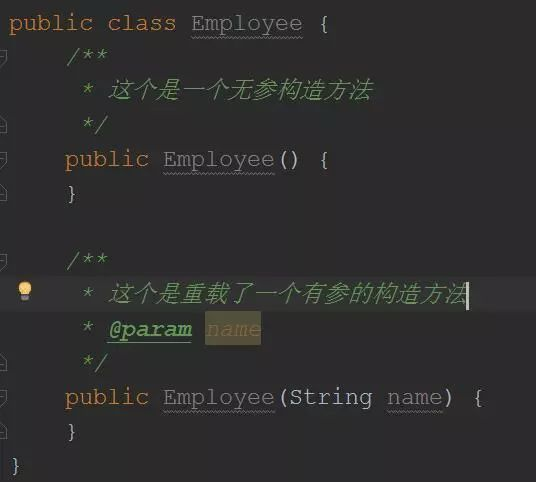 public class Employee {
/**
* 这个是一个无参构造方法
*/
public Employee() {
}
/**
* 这个是重载了一个有参的构造方法
* @param name
*/
public Employee(String name) {
}
}